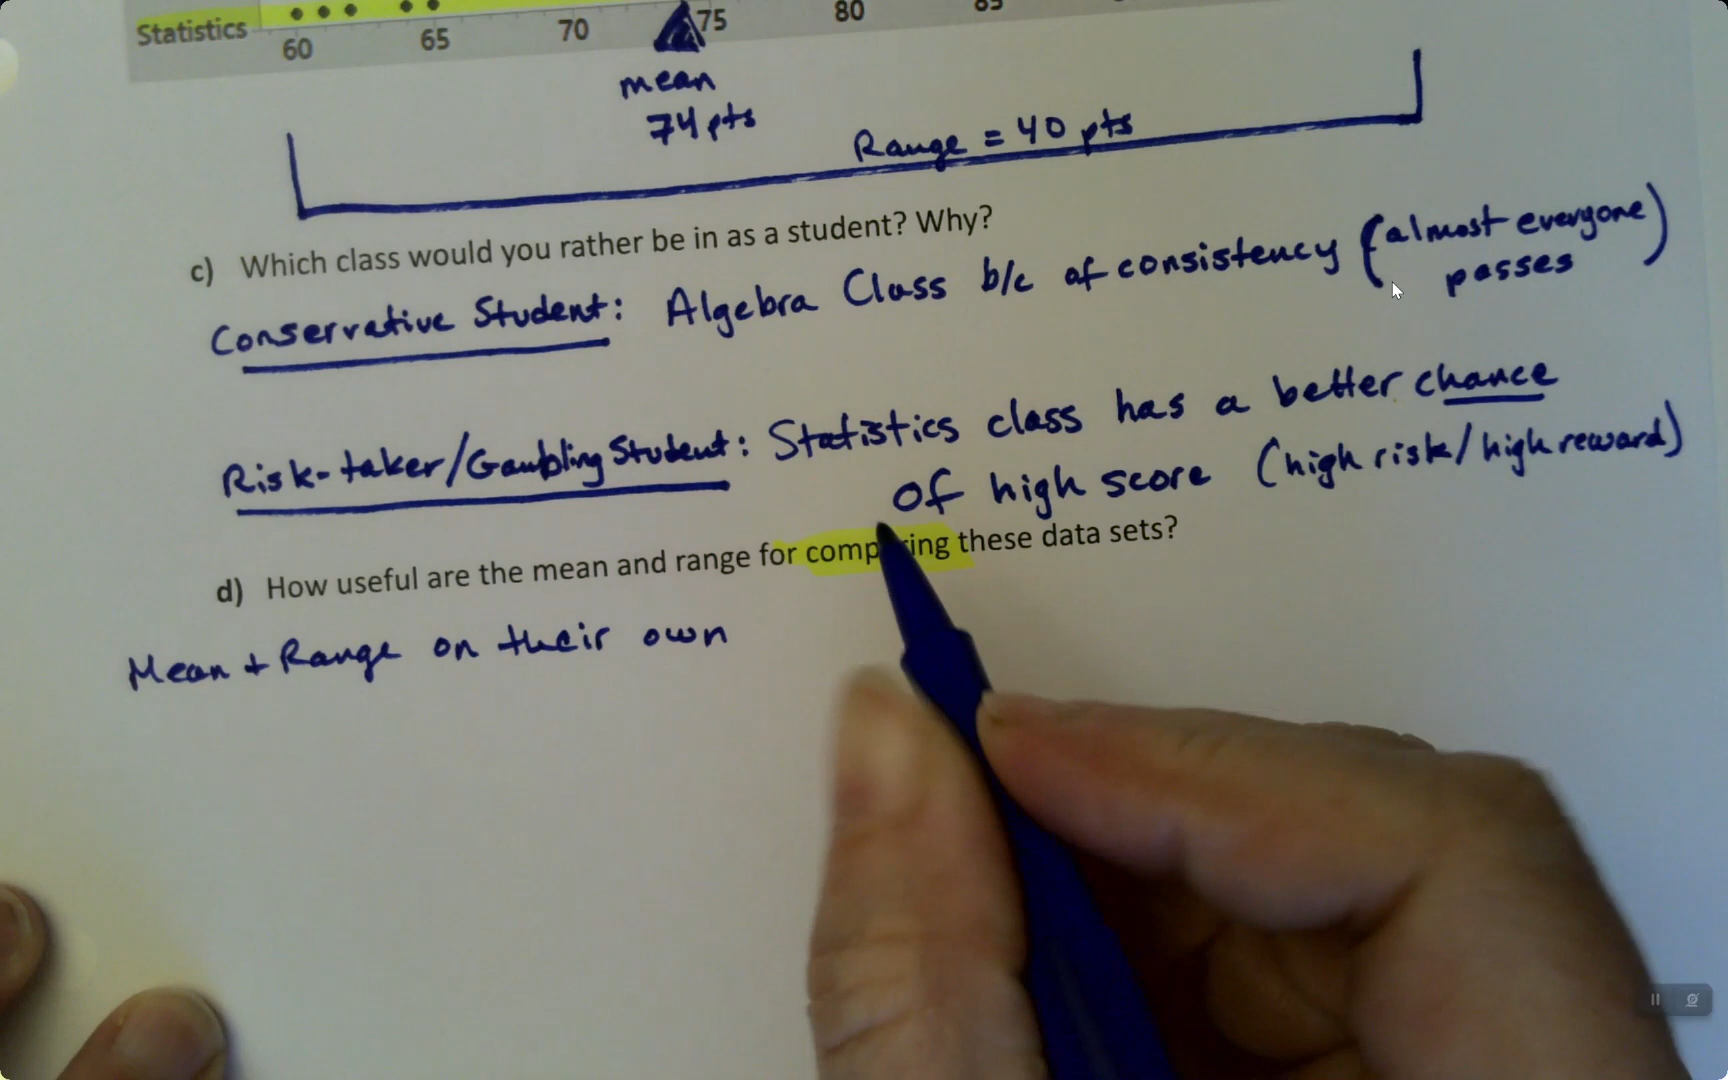 Statistics
60 65 70 75 80 85
mean
74 pts
Range = 40 pts
c) Which class would you rather be in as a student? Why?
Conservative Student: Algebra Class b/c of consistency (almost everyone
passes)
Risk-taker/Gambling Student: Statistics class has a better chance
of high score (high risk/high reward)
d) How useful are the mean and range for comparing these data sets?
Mean + Range on their own